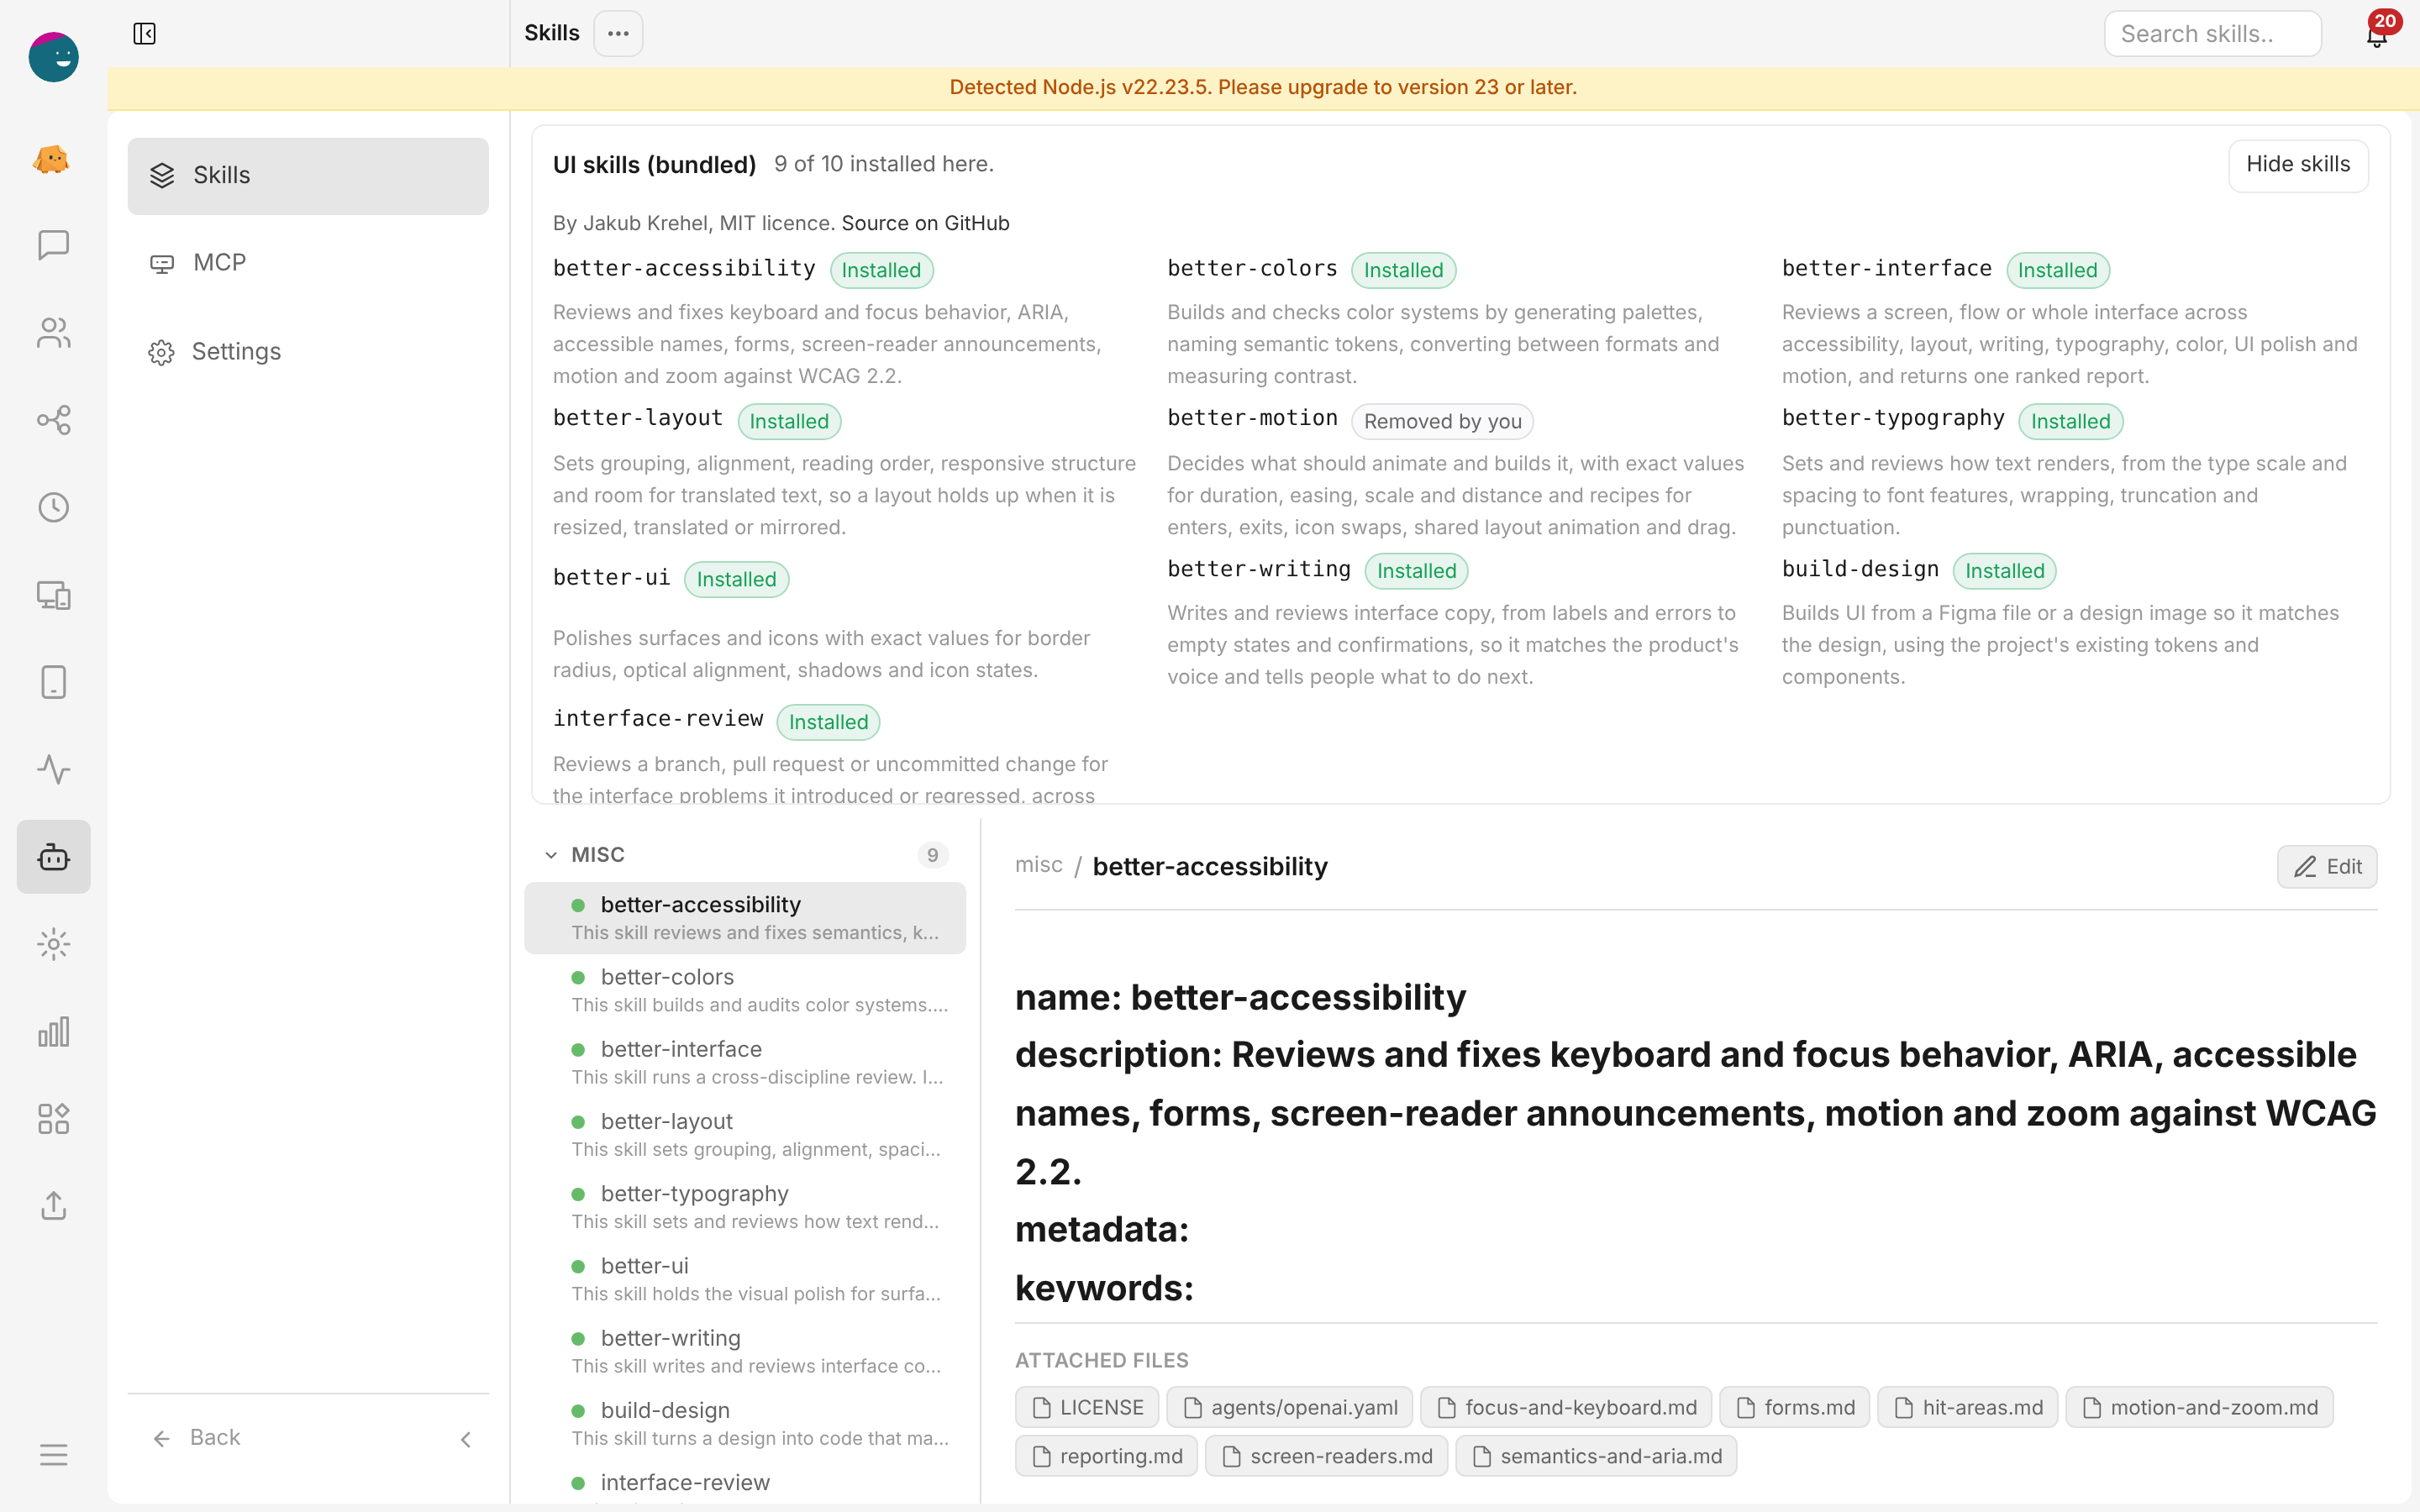 Skills
Search skills..
20
Detected Node.js v22.23.5. Please upgrade to version 23 or later.
Skills
MCP
Settings
Back
UI skills (bundled) 9 of 10 installed here.
Hide skills
By Jakub Krehel, MIT licence. Source on GitHub
better-accessibility Installed
Reviews and fixes keyboard and focus behavior, ARIA,
accessible names, forms, screen-reader announcements,
motion and zoom against WCAG 2.2.
better-colors Installed
Builds and checks color systems by generating palettes,
naming semantic tokens, converting between formats and
measuring contrast.
better-interface Installed
Reviews a screen, flow or whole interface across
accessibility, layout, writing, typography, color, UI polish and
motion, and returns one ranked report.
better-layout Installed
Sets grouping, alignment, reading order, responsive structure
and room for translated text, so a layout holds up when it is
resized, translated or mirrored.
better-motion Removed by you
Decides what should animate and builds it, with exact values
for duration, easing, scale and distance and recipes for
enters, exits, icon swaps, shared layout animation and drag.
better-typography Installed
Sets and reviews how text renders, from the type scale and
spacing to font features, wrapping, truncation and
punctuation.
better-ui Installed
Polishes surfaces and icons with exact values for border
radius, optical alignment, shadows and icon states.
better-writing Installed
Writes and reviews interface copy, from labels and errors to
empty states and confirmations, so it matches the product's
voice and tells people what to do next.
build-design Installed
Builds UI from a Figma file or a design image so it matches
the design, using the project's existing tokens and
components.
interface-review Installed
Reviews a branch, pull request or uncommitted change for
the interface problems it introduced or regressed, across
MISC 9
better-accessibility
This skill reviews and fixes semantics, k...
better-colors
This skill builds and audits color systems....
better-interface
This skill runs a cross-discipline review. I...
better-layout
This skill sets grouping, alignment, spaci...
better-typography
This skill sets and reviews how text rend...
better-ui
This skill holds the visual polish for surfa...
better-writing
This skill writes and reviews interface co...
build-design
This skill turns a design into code that ma...
interface-review
misc / better-accessibility
Edit
name: better-accessibility
description: Reviews and fixes keyboard and focus behavior, ARIA, accessible
names, forms, screen-reader announcements, motion and zoom against WCAG
2.2.
metadata:
keywords:
ATTACHED FILES
LICENSE agents/openai.yaml focus-and-keyboard.md forms.md hit-areas.md motion-and-zoom.md
reporting.md screen-readers.md semantics-and-aria.md